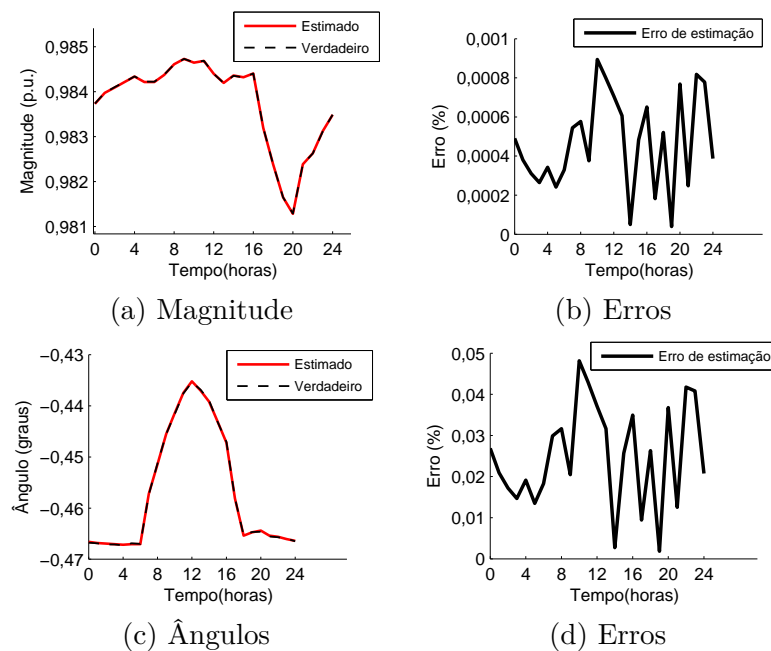 Estimado
Verdadeiro
0,985
0,984
0,983
0,982
0,981
Magnitude (p.u.)
0 4 8 12 16 20 24
Tempo(horas)
(a) Magnitude
Erro de estimação
0,001
0,0008
0,0006
0,0004
0,0002
0
Erro (%)
0 4 8 12 16 20 24
Tempo(horas)
(b) Erros
Estimado
Verdadeiro
−0,43
−0,44
−0,45
−0,46
−0,47
Ângulo (graus)
0 4 8 12 16 20 24
Tempo(horas)
(c) Ângulos
Erro de estimação
0,05
0,04
0,03
0,02
0,01
0
Erro (%)
0 4 8 12 16 20 24
Tempo(horas)
(d) Erros